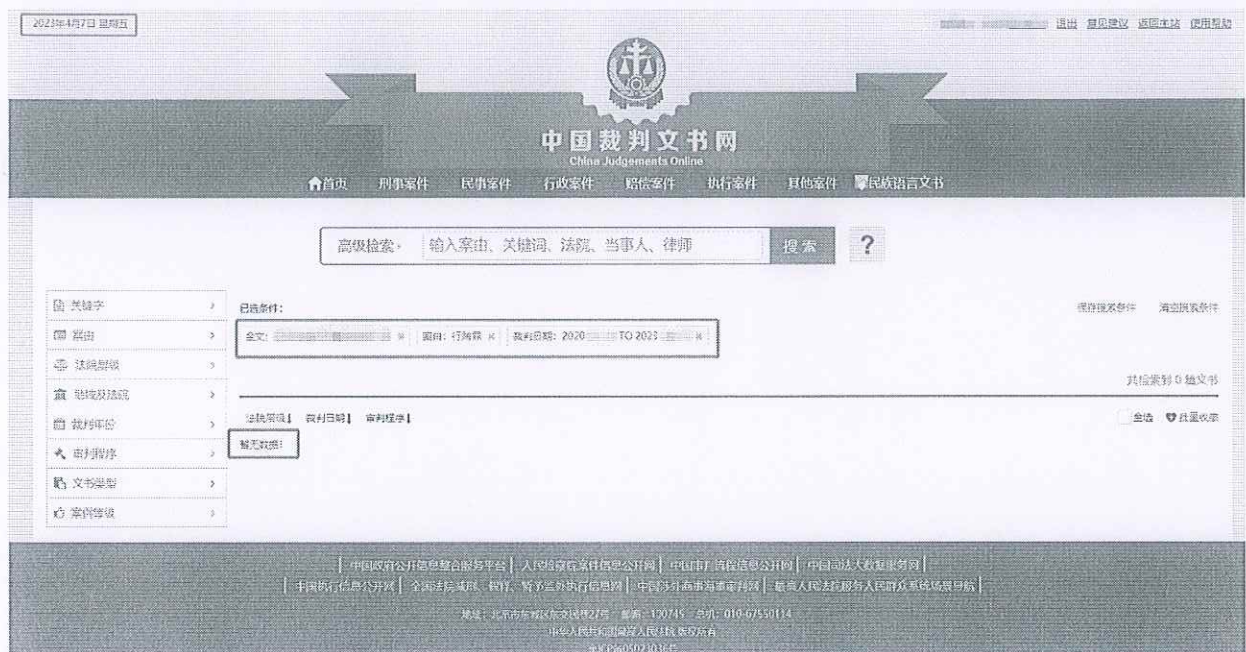 2023年4月7日 星期五
退出 意见建议 返回主站 使用帮助
中国裁判文书网
China Judgements Online
首页 刑事案件 民事案件 行政案件 赔偿案件 执行案件 其他案件 民族语言文书
高级检索 输入案由、关键词、法院、当事人、律师 搜索 ?
关键字
案由
法院层级
地域及法院
裁判年份
审判程序
文书类型
案例等级
已选条件:
保存搜索条件 清空搜索条件
全文: × 案由: × 裁判日期: 2020 TO 2023 ×
共检索到 0 篇文书
法院层级 裁判日期 审判程序
全选 批量收藏
暂无数据!
中国政府公开信息整合服务平台 | 人民检察院案件信息公开网 | 中国审判流程信息公开网 | 中国司法大数据服务网 |
中国执行信息公开网 | 全国法院减刑、假释、暂予监外执行信息网 | 中国涉外商事海事审判网 | 最高人民法院服务人民群众系统场景导航 |
地址:北京市东城区东交民巷27号 邮编:100745 总机:010-67550114
中华人民共和国最高人民法院 版权所有
京ICP备05023036号